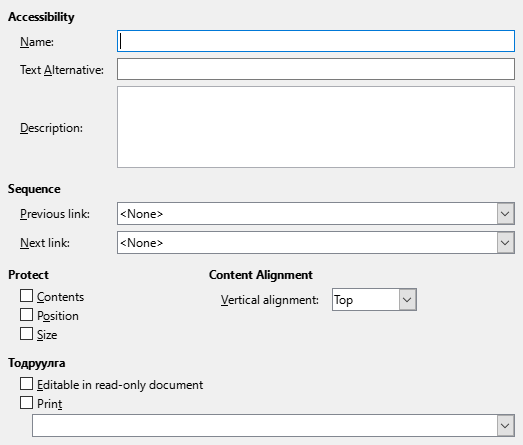 Accessibility
Name:
Text Alternative:
Description:
Sequence
Previous link: <None>
Next link: <None>
Protect
Contents
Position
Size
Content Alignment
Vertical alignment: Top
Тодруулга
Editable in read-only document
Print